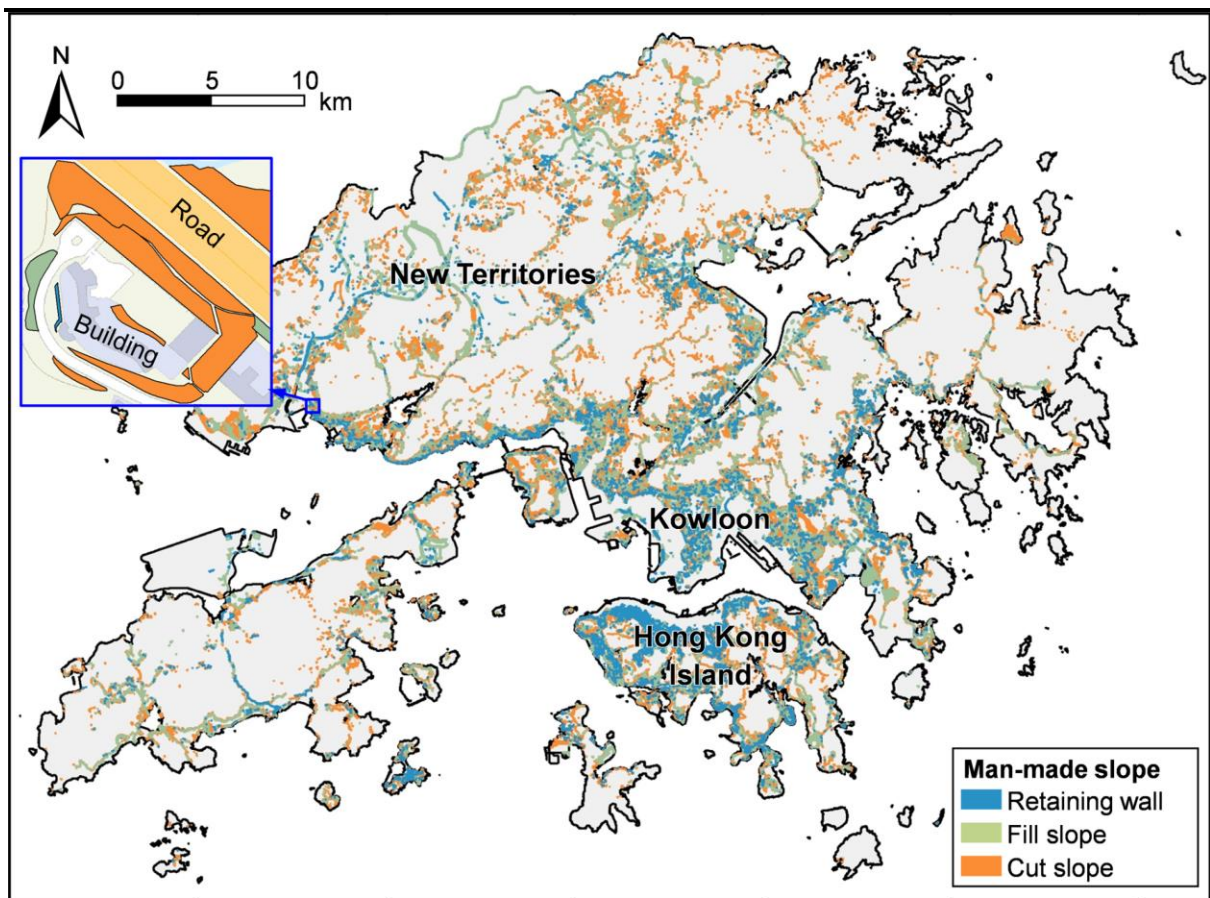 N
0 5 10
km
Road
Building
New Territories
Kowloon
Hong Kong
Island
Man-made slope
Retaining wall
Fill slope
Cut slope